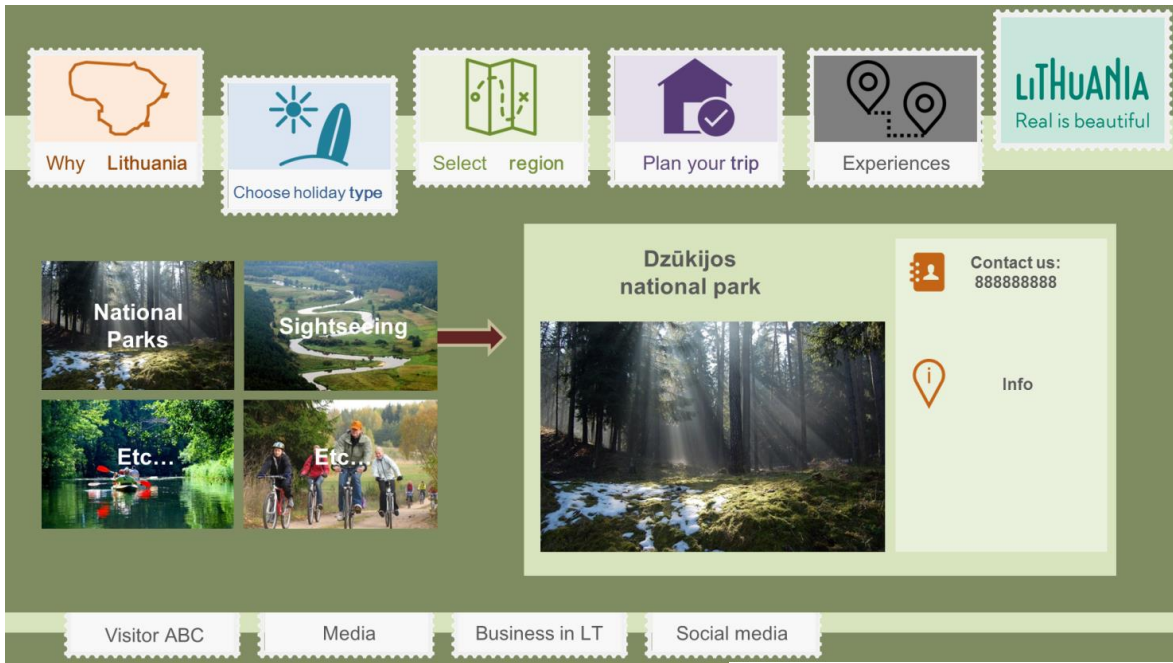 Why Lithuania
Choose holiday type
Select region
Plan your trip
Experiences
LITHUANIA
Real is beautiful
National
Parks
Sightseeing
Etc...
Etc...
Dzūkijos
national park
Contact us:
888888888
i
Info
Visitor ABC
Media
Business in LT
Social media